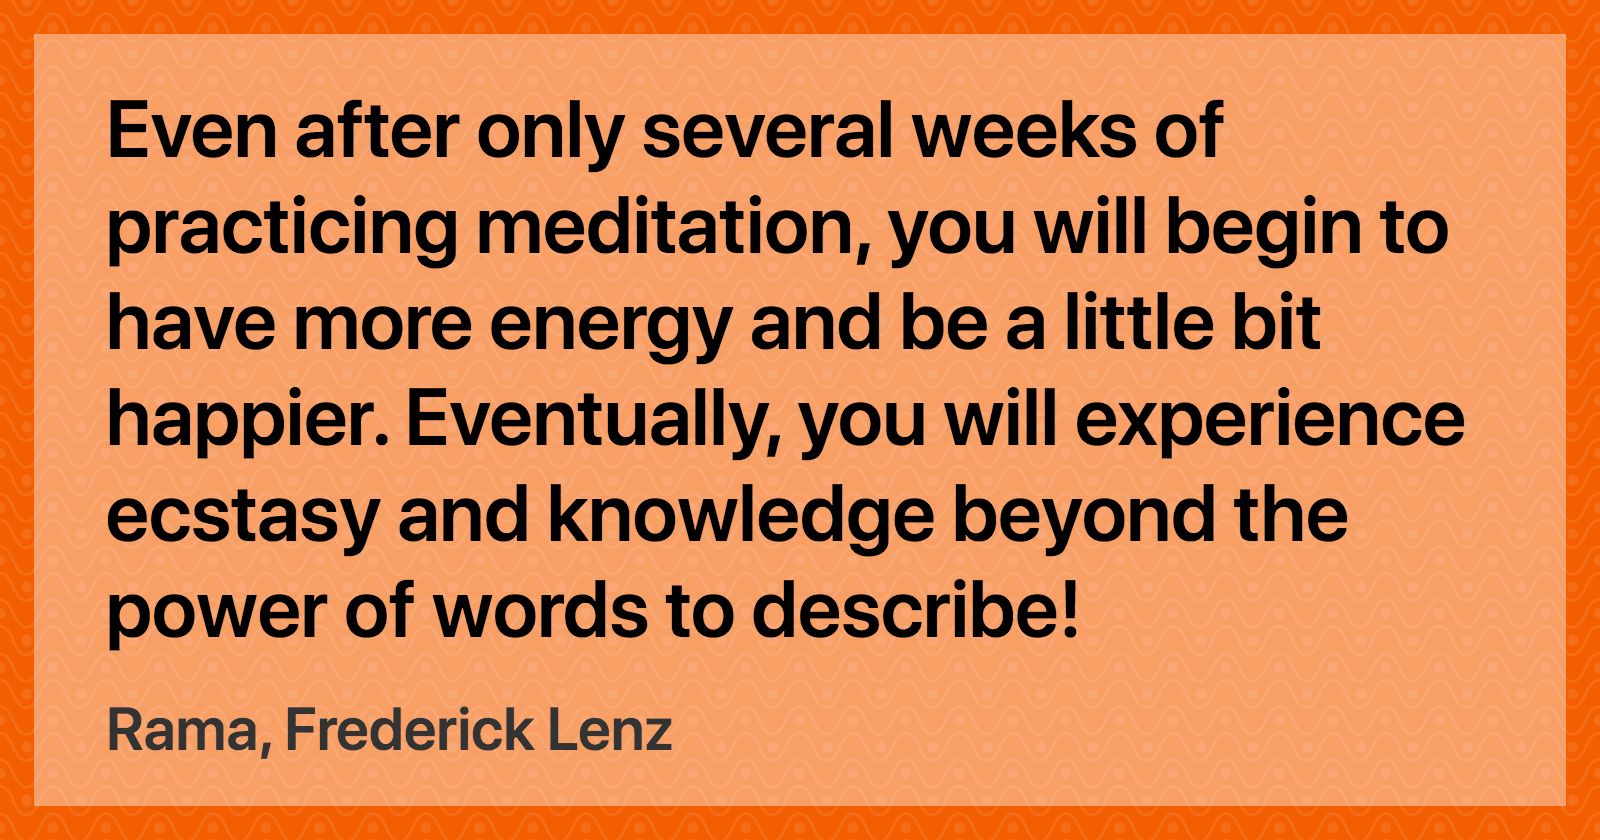 Even after only several weeks of
practicing meditation, you will begin to
have more energy and be a little bit
happier. Eventually, you will experience
ecstasy and knowledge beyond the
power of words to describe!
Rama, Frederick Lenz